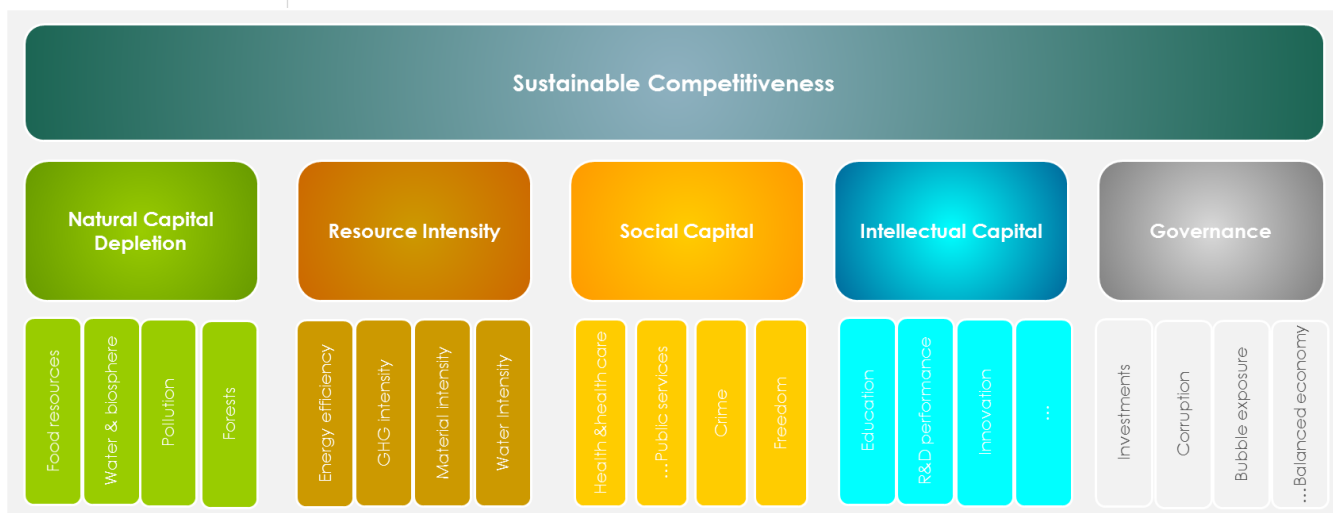 Sustainable Competitiveness
Natural Capital
Depletion
Resource Intensity
Social Capital
Intellectual Capital
Governance
Food resources
Water & biosphere
Pollution
Forests
Energy efficiency
GHG intensity
Material intensity
Water Intensity
Health &health care
...Public services
Crime
Freedom
Education
R&D performance
Innovation
...
Investments
Corruption
Bubble exposure
...Balanced economy